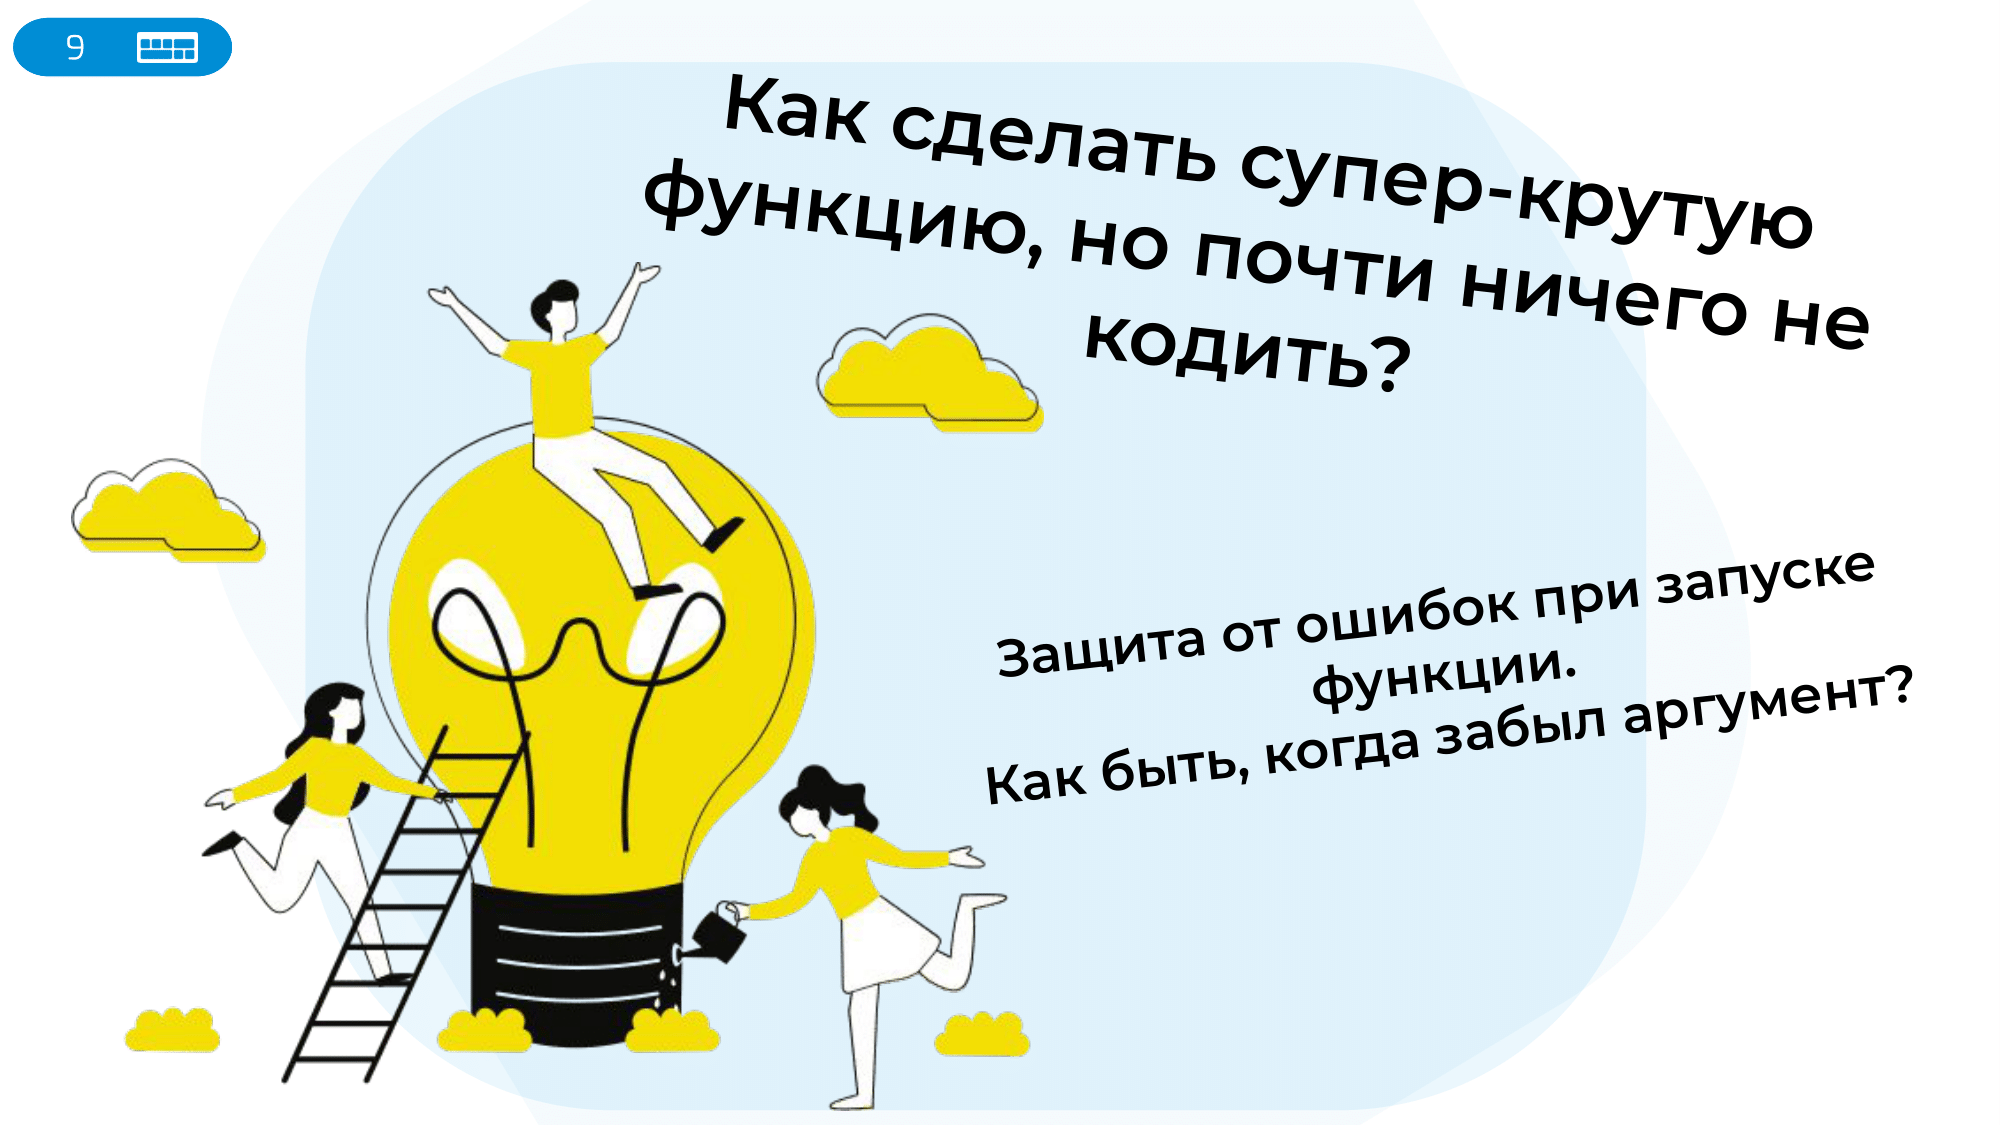 9
Как сделать супер-крутую
функцию, но почти ничего не
кодить?
Защита от ошибок при запуске
функции.
Как быть, когда забыл аргумент?